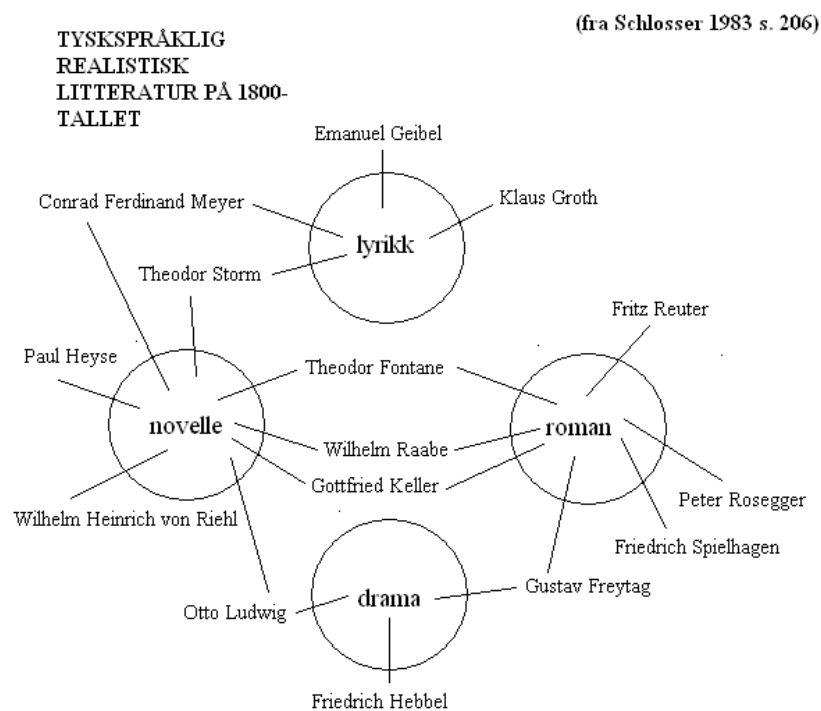 (fra Schlosser 1983 s. 206)
TYSKSPRÅKLIG
REALISTISK
LITTERATUR PÅ 1800-
TALLET
Emanuel Geibel
Conrad Ferdinand Meyer
Klaus Groth
lyrikk
Theodor Storm
Fritz Reuter
Paul Heyse
Theodor Fontane
novelle
roman
Wilhelm Raabe
Gottfried Keller
Peter Rosegger
Wilhelm Heinrich von Riehl
Friedrich Spielhagen
Gustav Freytag
drama
Otto Ludwig
Friedrich Hebbel